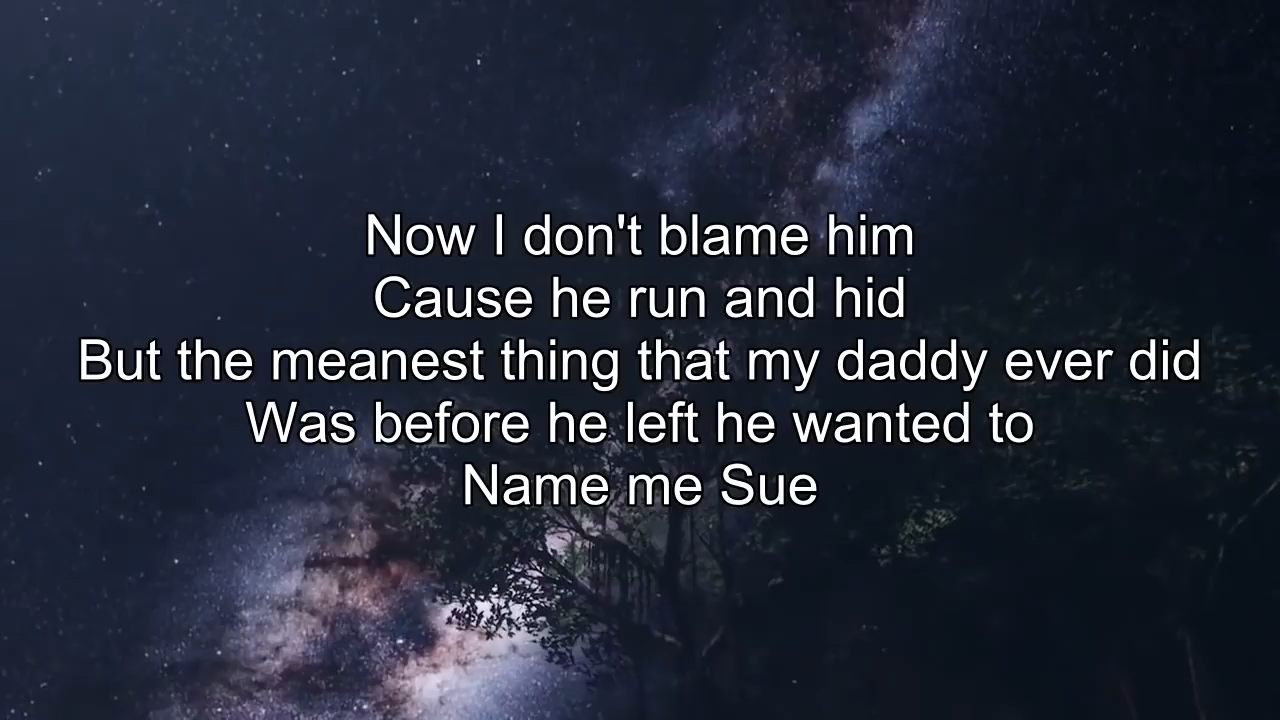 Now I don't blame him
Cause he run and hid
But the meanest thing that my daddy ever did
Was before he left he wanted to
Name me Sue